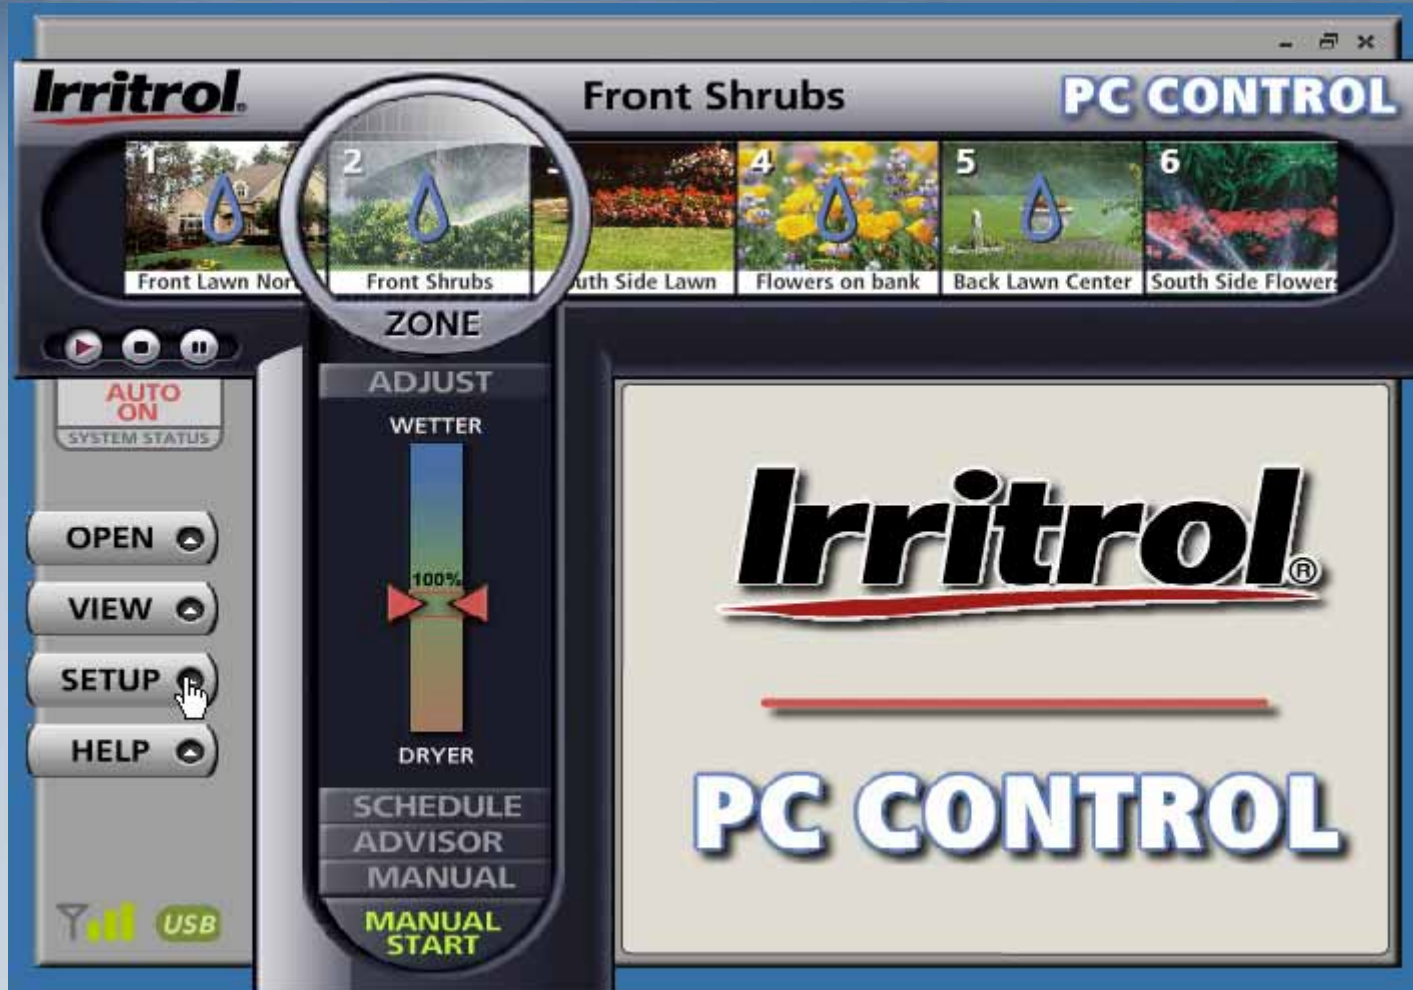 Irritrol®
Front Shrubs
PC CONTROL
1
2
4
5
6
Front Lawn Nor
Front Shrubs
uth Side Lawn
Flowers on bank
Back Lawn Center
South Side Flowers
ZONE
AUTO
ON
SYSTEM STATUS
OPEN
VIEW
SETUP
HELP
USB
ADJUST
WETTER
100%
DRYER
SCHEDULE
ADVISOR
MANUAL
MANUAL
START
Irritrol®
PC CONTROL